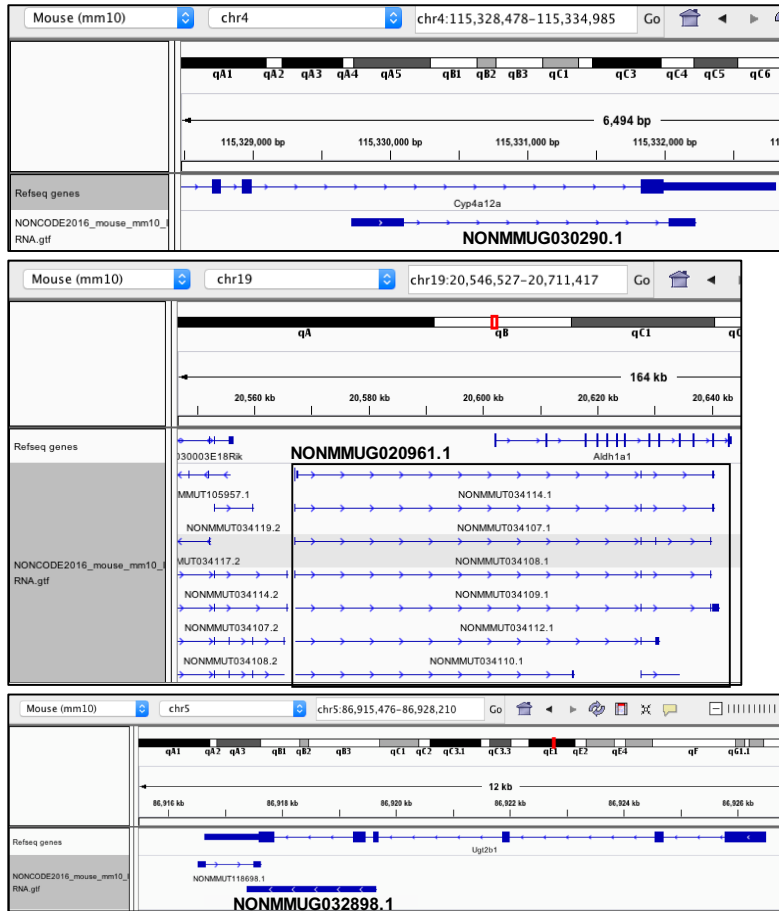 Mouse (mm10) chr4 chr4:115,328,478-115,334,985 Go
qA1 qA2 qA3 qA4 qA5 qB1 qB2 qB3 qC1 qC3 qC4 qC5 qC6
6,494 bp
115,329,000 bp 115,330,000 bp 115,331,000 bp 115,332,000 bp 11
Refseq genes
Cyp4a12a
NONCODE2016_mouse_mm10_l
RNA.gtf
NONMMUG030290.1
Mouse (mm10) chr19 chr19:20,546,527-20,711,417 Go
qA qB qC1
164 kb
20,560 kb 20,580 kb 20,600 kb 20,620 kb 20,640 kb
Refseq genes
030003E18Rik NONMMUG020961.1 Aldh1a1
MMUT105957.1 NONMMUT034114.1
NONMMUT034119.2 NONMMUT034107.1
MUT034117.2 NONMMUT034108.1
NONCODE2016_mouse_mm10_l
RNA.gtf
NONMMUT034114.2 NONMMUT034109.1
NONMMUT034107.2 NONMMUT034112.1
NONMMUT034108.2 NONMMUT034110.1
Mouse (mm10) chr5 chr5:86,915,476-86,928,210 Go
qA1 qA2 qA3 qB1 qB2 qB3 qC1 qC2 qC3.1 qC3.3 qE1 qE2 qE4 qF qG1.1
12 kb
86,916 kb 86,918 kb 86,920 kb 86,922 kb 86,924 kb 86,926 kb
Refseq genes
Ugt2b1
NONCODE2016_mouse_mm10_l
RNA.gtf
NONMMUT118698.1
NONMMUG032898.1